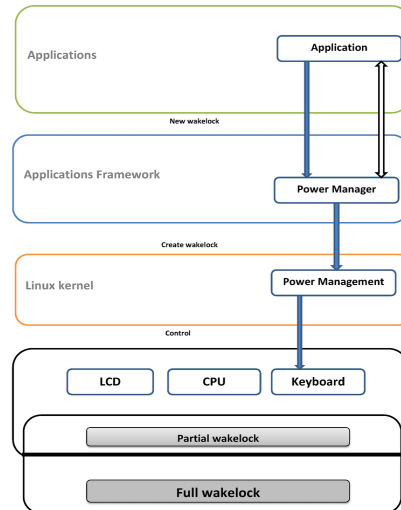 Application
Applications
New wakelock
Applications Framework
Power Manager
Create wakelock
Power Management
Linux kernel
Control
LCD CPU Keyboard
Partial wakelock
Full wakelock